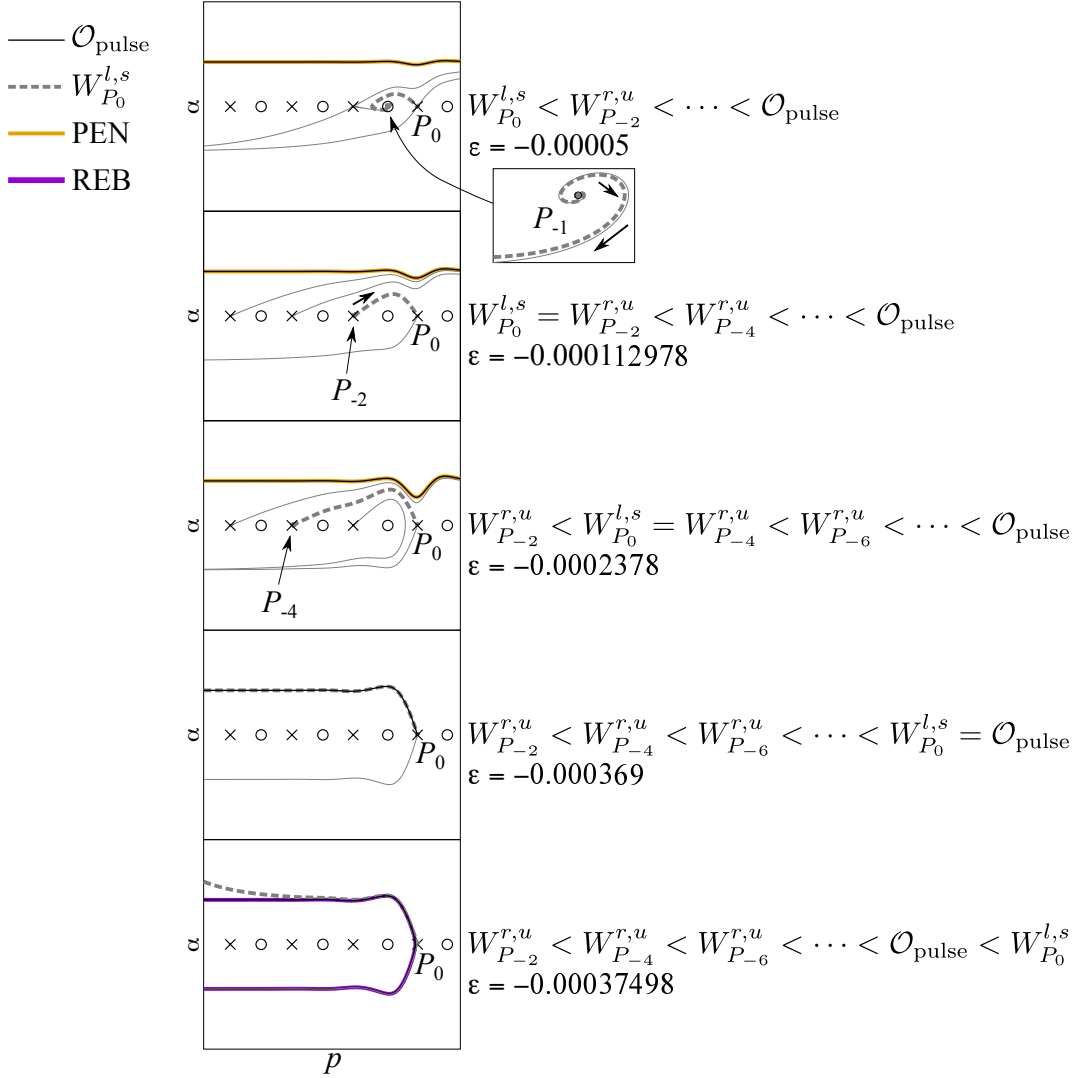 𝒪_pulse
W^{l,s}_{P_0}
PEN
REB
α
P_0
W^{l,s}_{P_0} < W^{r,u}_{P_{−2}} < ⋯ < 𝒪_pulse
ε = −0.00005
P_{-1}
α
P_0
P_{-2}
W^{l,s}_{P_0} = W^{r,u}_{P_{−2}} < W^{r,u}_{P_{−4}} < ⋯ < 𝒪_pulse
ε = −0.000112978
α
P_0
P_{-4}
W^{r,u}_{P_{−2}} < W^{l,s}_{P_0} = W^{r,u}_{P_{−4}} < W^{r,u}_{P_{−6}} < ⋯ < 𝒪_pulse
ε = −0.0002378
α
P_0
W^{r,u}_{P_{−2}} < W^{r,u}_{P_{−4}} < W^{r,u}_{P_{−6}} < ⋯ < W^{l,s}_{P_0} = 𝒪_pulse
ε = −0.000369
α
P_0
W^{r,u}_{P_{−2}} < W^{r,u}_{P_{−4}} < W^{r,u}_{P_{−6}} < ⋯ < 𝒪_pulse < W^{l,s}_{P_0}
ε = −0.00037498
p